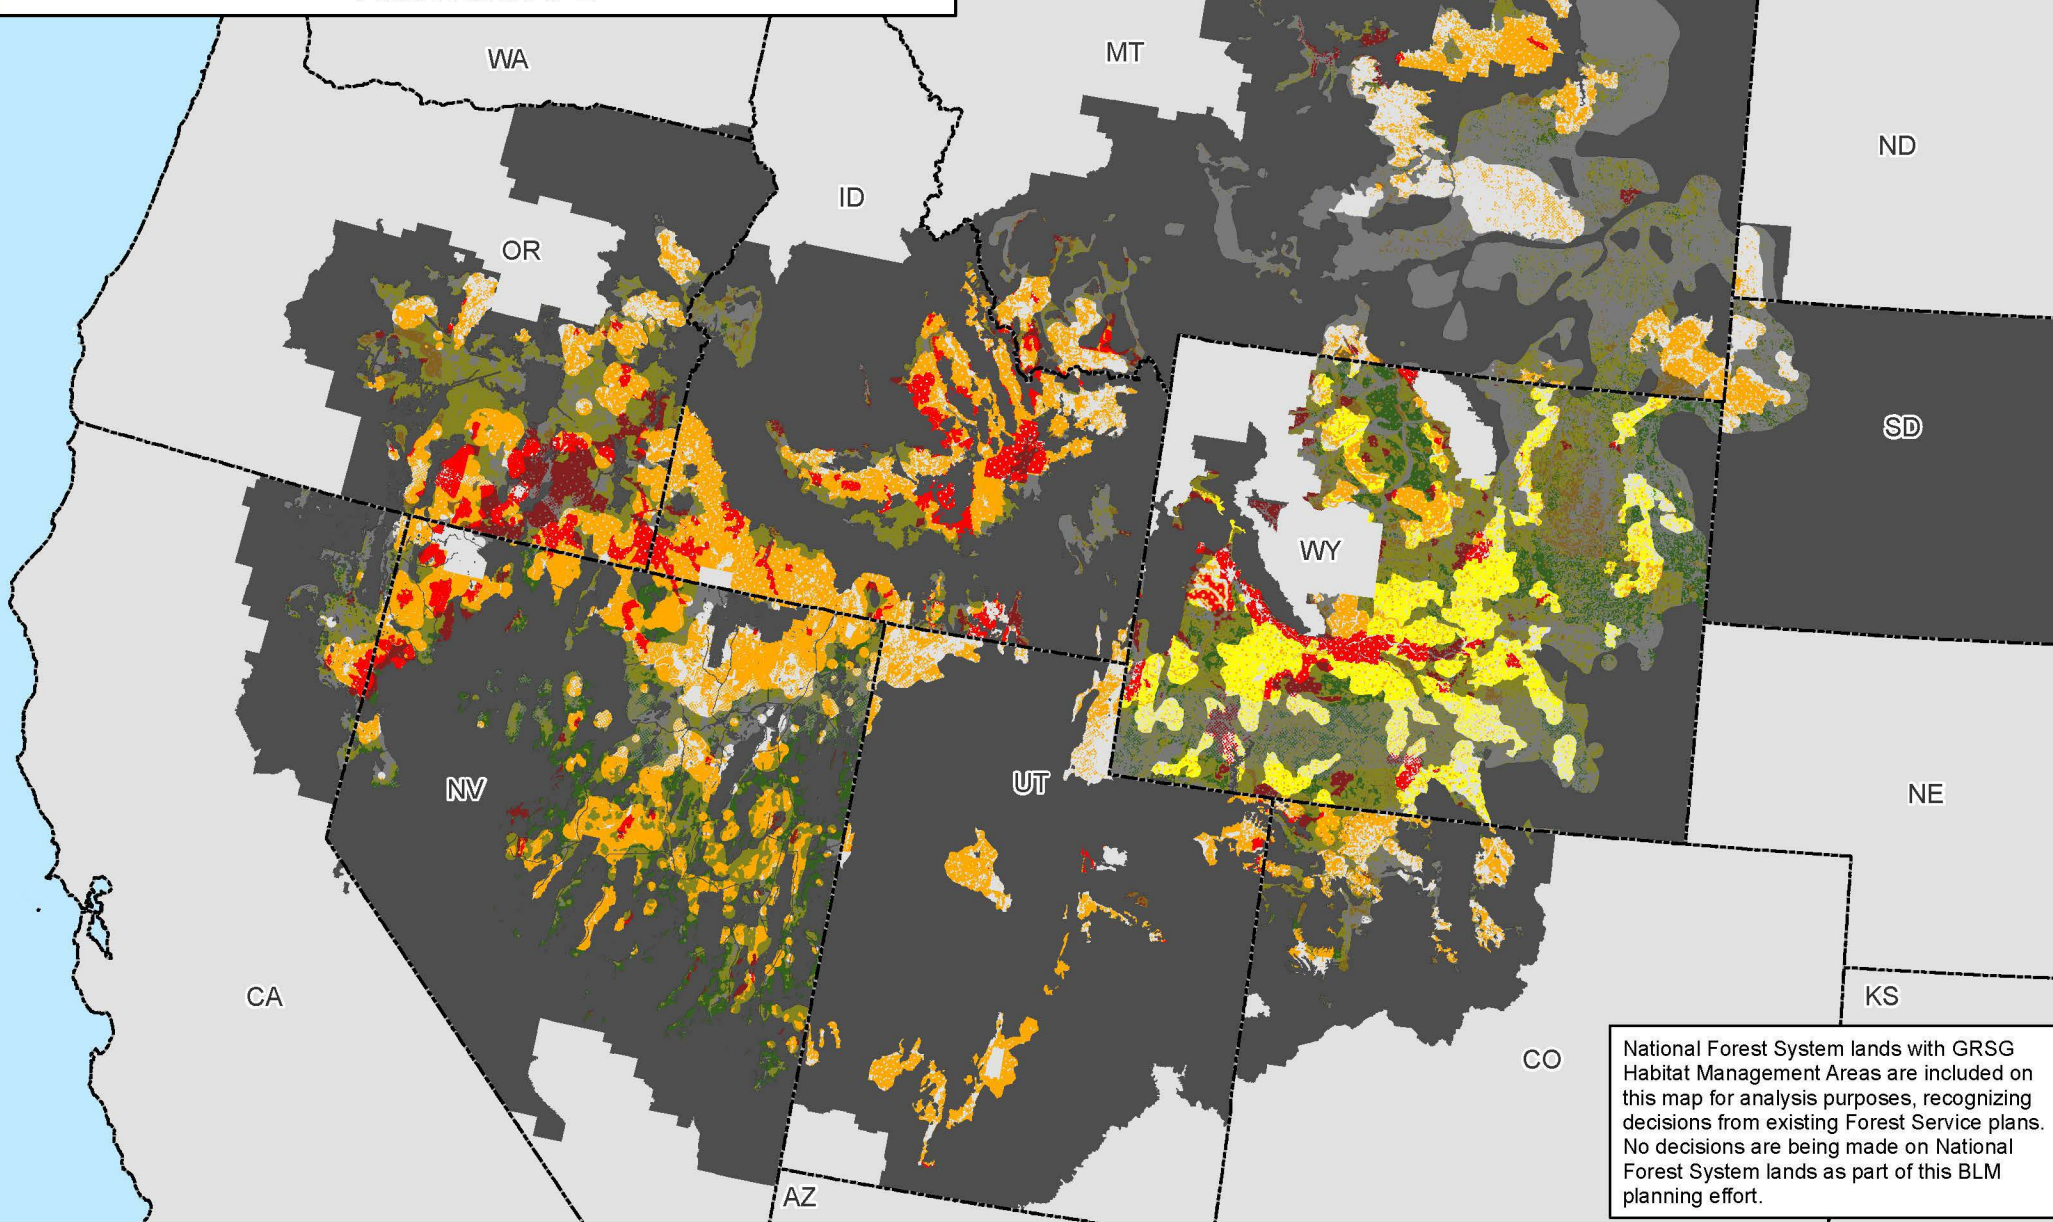 WA
MT
ND
ID
OR
SD
WY
NE
UT
NV
CA
KS
CO
AZ
National Forest System lands with GRSG
Habitat Management Areas are included on
this map for analysis purposes, recognizing
decisions from existing Forest Service plans.
No decisions are being made on National
Forest System lands as part of this BLM
planning effort.